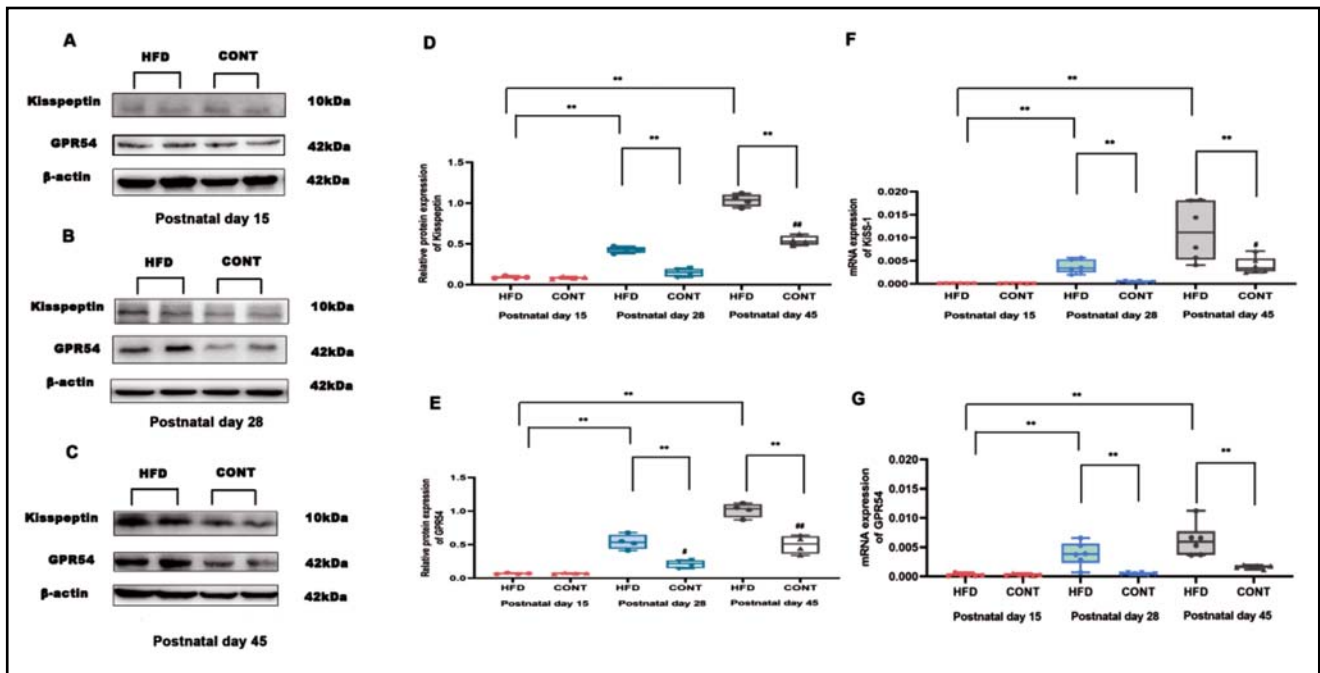 A
HFD CONT
Kisspeptin 10kDa
GPR54 42kDa
β-actin 42kDa
Postnatal day 15
B
HFD CONT
Kisspeptin 10kDa
GPR54 42kDa
β-actin 42kDa
Postnatal day 28
C
HFD CONT
Kisspeptin 10kDa
GPR54 42kDa
β-actin 42kDa
Postnatal day 45
D
Relative protein expression
of Kisspeptin
1.5
1.0
0.5
0.0
**
**
**
**
##
HFD CONT HFD CONT HFD CONT
Postnatal day 15 Postnatal day 28 Postnatal day 45
E
Relative protein expression
of GPR54
1.5
1.0
0.5
0.0
**
**
**
**
#
##
HFD CONT HFD CONT HFD CONT
Postnatal day 15 Postnatal day 28 Postnatal day 45
F
mRNA expression
of KiSS-1
0.020
0.015
0.010
0.005
0.000
**
**
**
**
#
HFD CONT HFD CONT HFD CONT
Postnatal day 15 Postnatal day 28 Postnatal day 45
G
mRNA expression
of GPR54
0.020
0.015
0.010
0.005
0.000
**
**
**
**
HFD CONT HFD CONT HFD CONT
Postnatal day 15 Postnatal day 28 Postnatal day 45